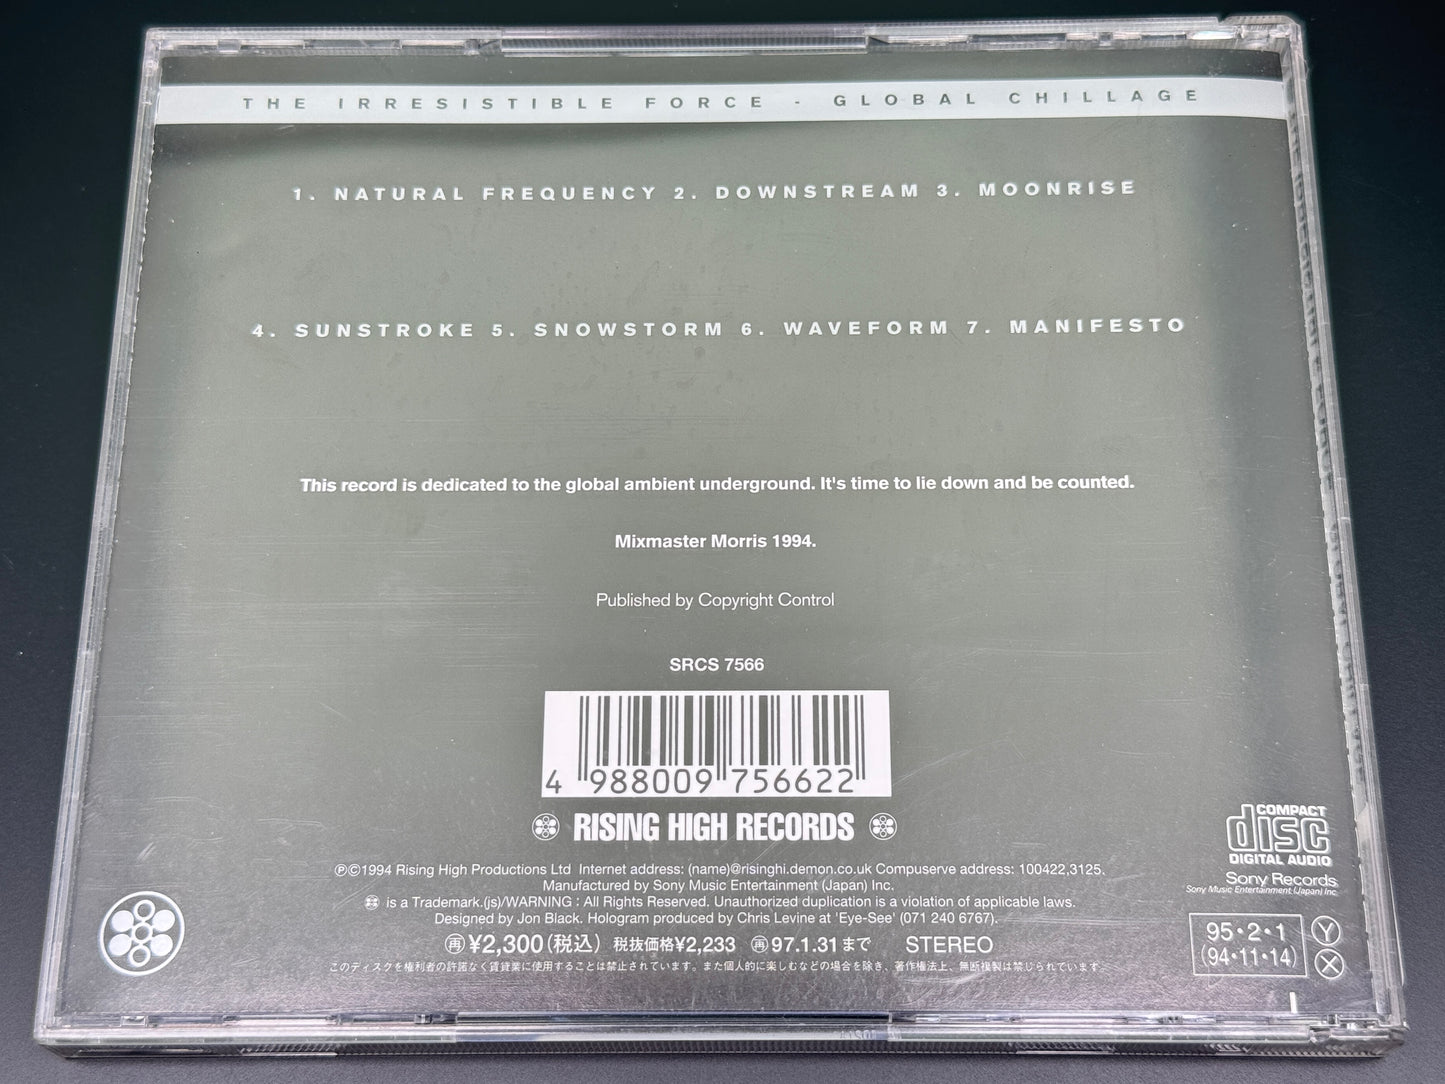 THE IRRESISTIBLE FORCE - GLOBAL CHILLAGE
1. NATURAL FREQUENCY 2. DOWNSTREAM 3. MOONRISE
4. SUNSTROKE 5. SNOWSTORM 6. WAVEFORM 7. MANIFESTO
This record is dedicated to the global ambient underground. It's time to lie down and be counted.
Mixmaster Morris 1994.
Published by Copyright Control
SRCS 7566
4 988009 756622
RISING HIGH RECORDS
COMPACT
disc
DIGITAL AUDIO
ⓅⒸ1994 Rising High Productions Ltd Internet address: (name)@risinghi.demon.co.uk Compuserve address: 100422,3125.
Sony Records
Manufactured by Sony Music Entertainment (Japan) Inc.
Sony Music Entertainment (Japan) Inc.
is a Trademark.(js)/WARNING : All Rights Reserved. Unauthorized duplication is a violation of applicable laws.
Designed by Jon Black. Hologram produced by Chris Levine at 'Eye-See' (071 240 6767).
再 ¥2,300(税込) 税抜価格¥2,233 再 97.1.31まで STEREO
95・2・1 Y
(94・11・14) X
このディスクを権利者の許諾なく賃貸業に使用することは禁止されています。また個人的に楽しむなどの場合を除き、著作権法上、無断複製は禁じられています。